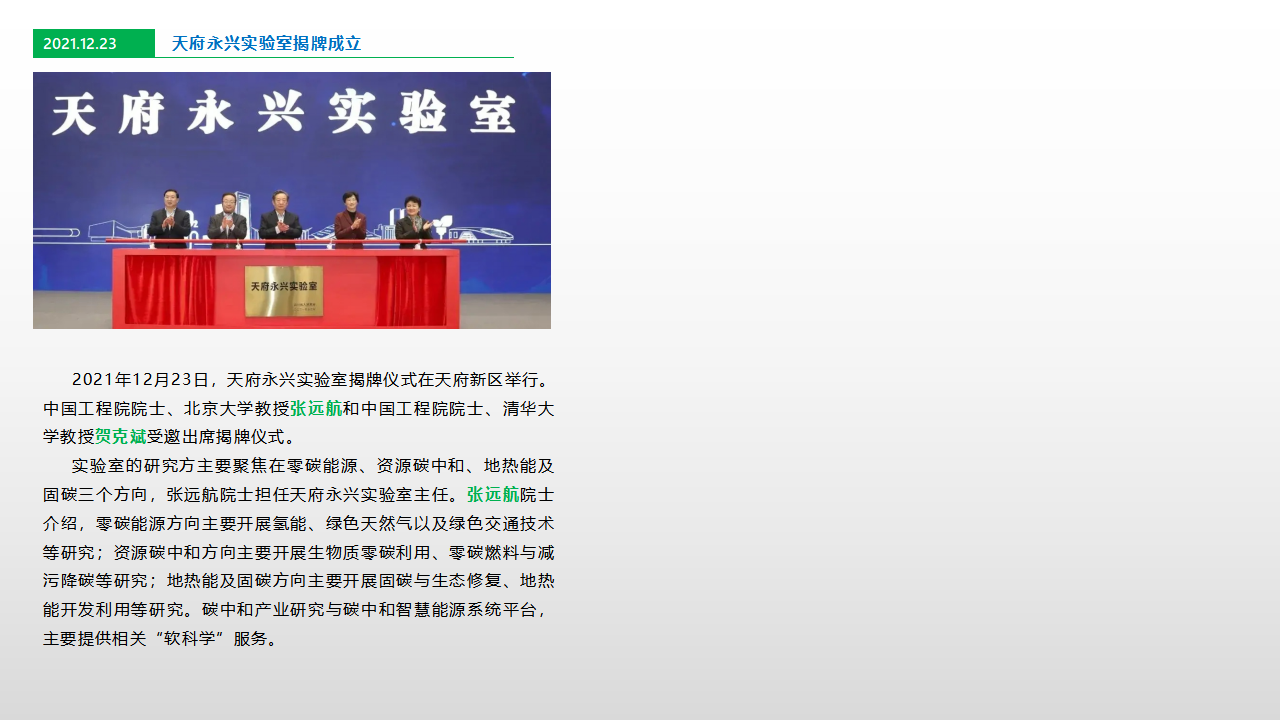 2021.12.23
天府永兴实验室揭牌成立
天府永兴实验室
天府永兴实验室
2021年12月23日，天府永兴实验室揭牌仪式在天府新区举行。
中国工程院院士、北京大学教授张远航和中国工程院院士、清华大
学教授贺克斌受邀出席揭牌仪式。
实验室的研究方主要聚焦在零碳能源、资源碳中和、地热能及
固碳三个方向，张远航院士担任天府永兴实验室主任。张远航院士
介绍，零碳能源方向主要开展氢能、绿色天然气以及绿色交通技术
等研究；资源碳中和方向主要开展生物质零碳利用、零碳燃料与减
污降碳等研究；地热能及固碳方向主要开展固碳与生态修复、地热
能开发利用等研究。碳中和产业研究与碳中和智慧能源系统平台，
主要提供相关“软科学”服务。